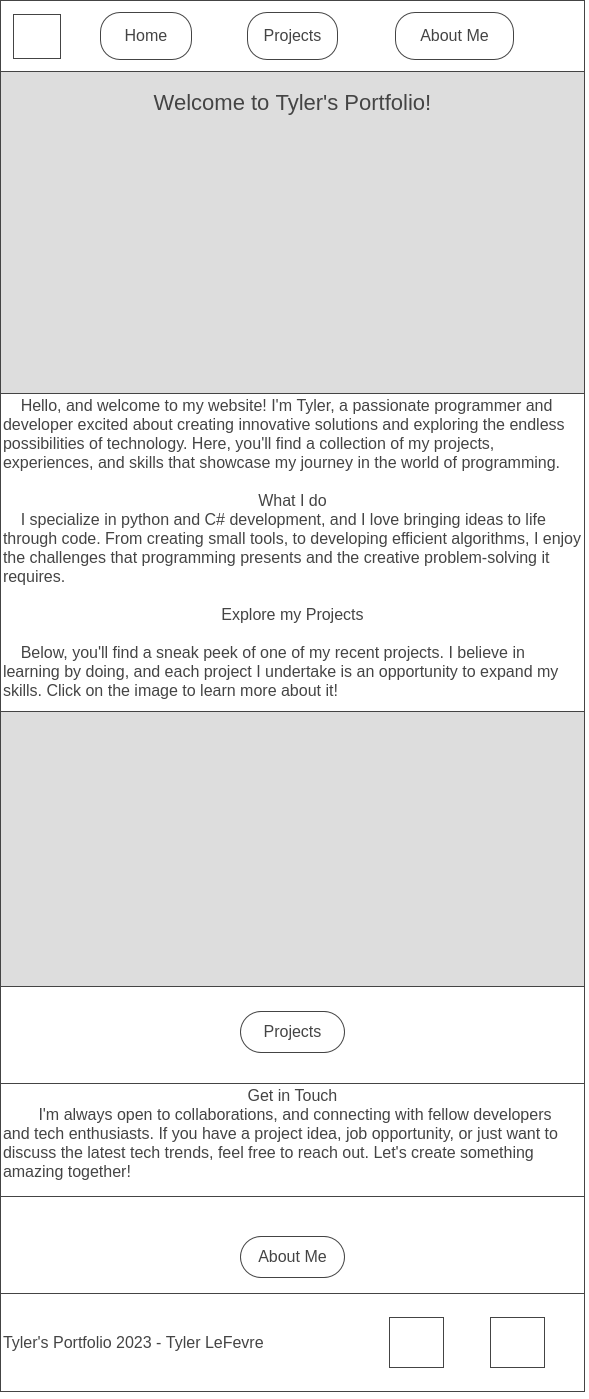 Home
Projects
About Me
Welcome to Tyler's Portfolio!
Hello, and welcome to my website! I'm Tyler, a passionate programmer and
developer excited about creating innovative solutions and exploring the endless
possibilities of technology. Here, you'll find a collection of my projects,
experiences, and skills that showcase my journey in the world of programming.
What I do
I specialize in python and C# development, and I love bringing ideas to life
through code. From creating small tools, to developing efficient algorithms, I enjoy
the challenges that programming presents and the creative problem-solving it
requires.
Explore my Projects
Below, you'll find a sneak peek of one of my recent projects. I believe in
learning by doing, and each project I undertake is an opportunity to expand my
skills. Click on the image to learn more about it!
Projects
Get in Touch
I'm always open to collaborations, and connecting with fellow developers
and tech enthusiasts. If you have a project idea, job opportunity, or just want to
discuss the latest tech trends, feel free to reach out. Let's create something
amazing together!
About Me
Tyler's Portfolio 2023 - Tyler LeFevre